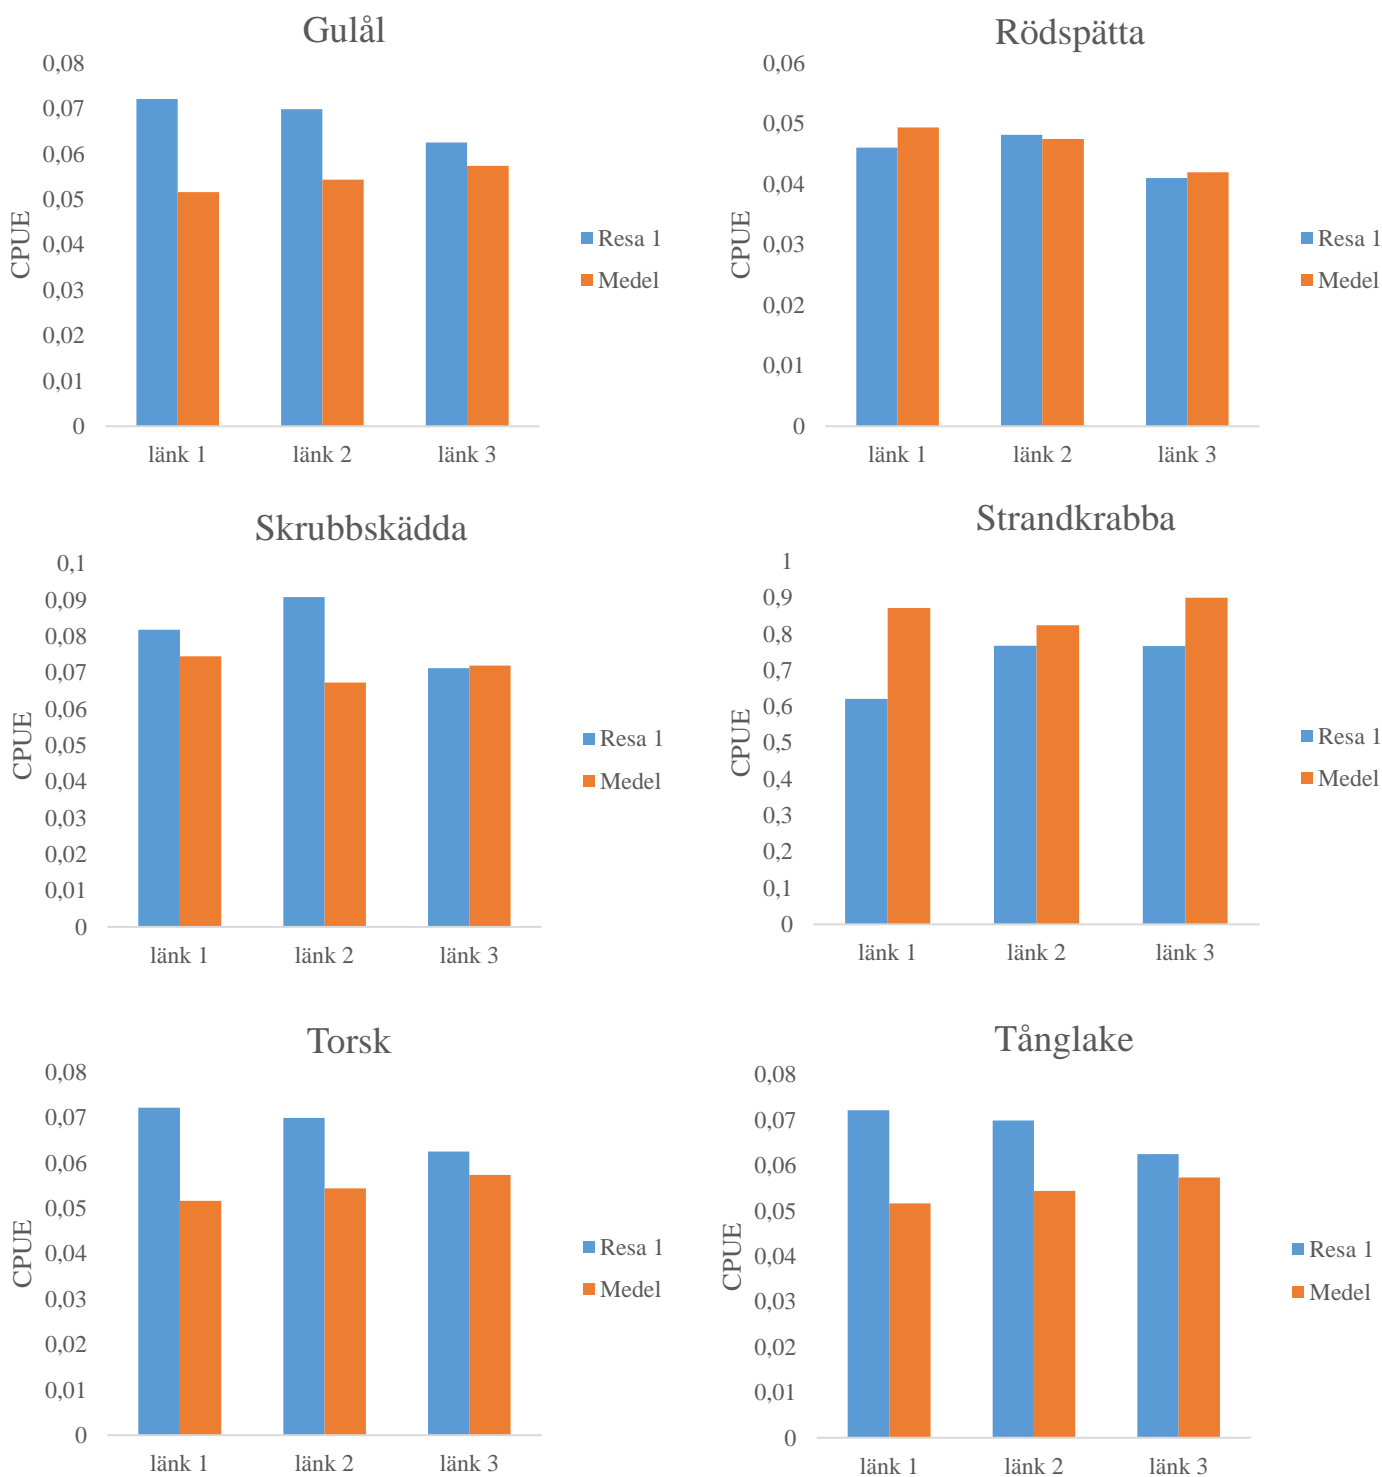 Gulål
0,08
0,07
0,06
0,05
0,04
0,03
0,02
0,01
0
CPUE
länk 1
länk 2
länk 3
Resa 1
Medel
Rödspätta
0,06
0,05
0,04
0,03
0,02
0,01
0
CPUE
länk 1
länk 2
länk 3
Resa 1
Medel
Skrubbskädda
0,1
0,09
0,08
0,07
0,06
0,05
0,04
0,03
0,02
0,01
0
CPUE
länk 1
länk 2
länk 3
Resa 1
Medel
Strandkrabba
1
0,9
0,8
0,7
0,6
0,5
0,4
0,3
0,2
0,1
0
CPUE
länk 1
länk 2
länk 3
Resa 1
Medel
Torsk
0,08
0,07
0,06
0,05
0,04
0,03
0,02
0,01
0
CPUE
länk 1
länk 2
länk 3
Resa 1
Medel
Tånglake
0,08
0,07
0,06
0,05
0,04
0,03
0,02
0,01
0
CPUE
länk 1
länk 2
länk 3
Resa 1
Medel